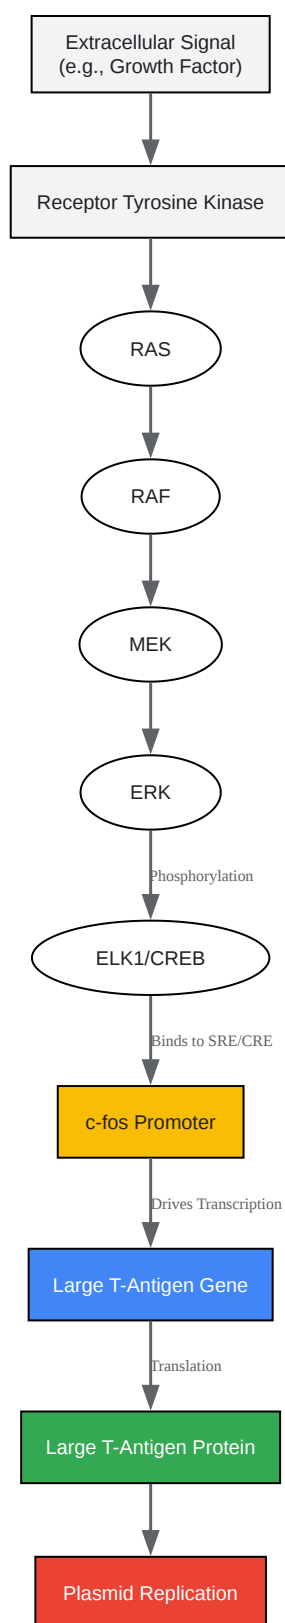 Extracellular Signal
(e.g., Growth Factor)
Receptor Tyrosine Kinase
RAS
RAF
MEK
ERK
Phosphorylation
ELK1/CREB
Binds to SRE/CRE
c-fos Promoter
Drives Transcription
Large T-Antigen Gene
Translation
Large T-Antigen Protein
Plasmid Replication